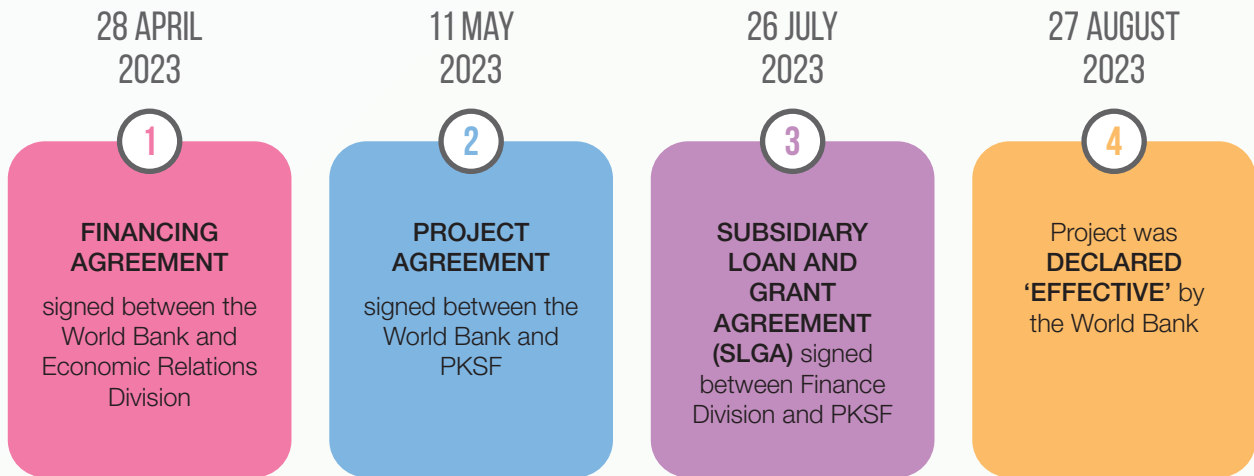 28 APRIL
2023
1
FINANCING
AGREEMENT
signed between the
World Bank and
Economic Relations
Division
11 MAY
2023
2
PROJECT
AGREEMENT
signed between the
World Bank and
PKSF
26 JULY
2023
3
SUBSIDIARY
LOAN AND
GRANT
AGREEMENT
(SLGA) signed
between Finance
Division and PKSF
27 AUGUST
2023
4
Project was
DECLARED
‘EFFECTIVE’ by
the World Bank